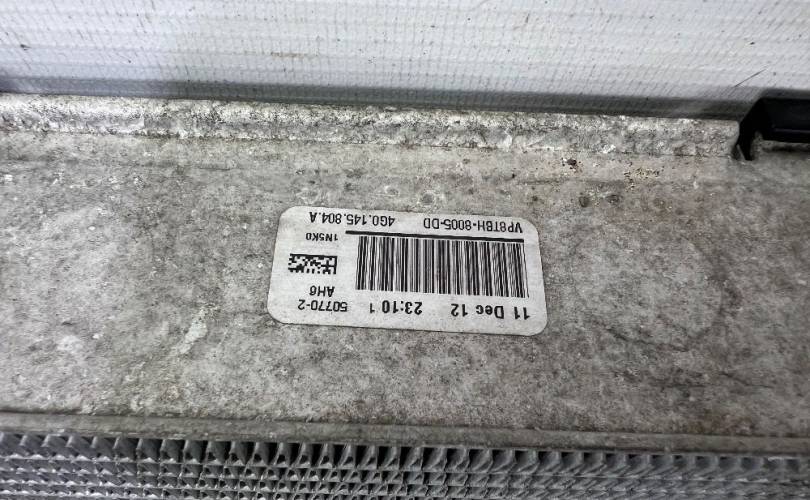 11 Dec 12 23:10 1 50770-2
AH6
1N5K0
VP8TBH-8005-DD 4G0.145.804.A